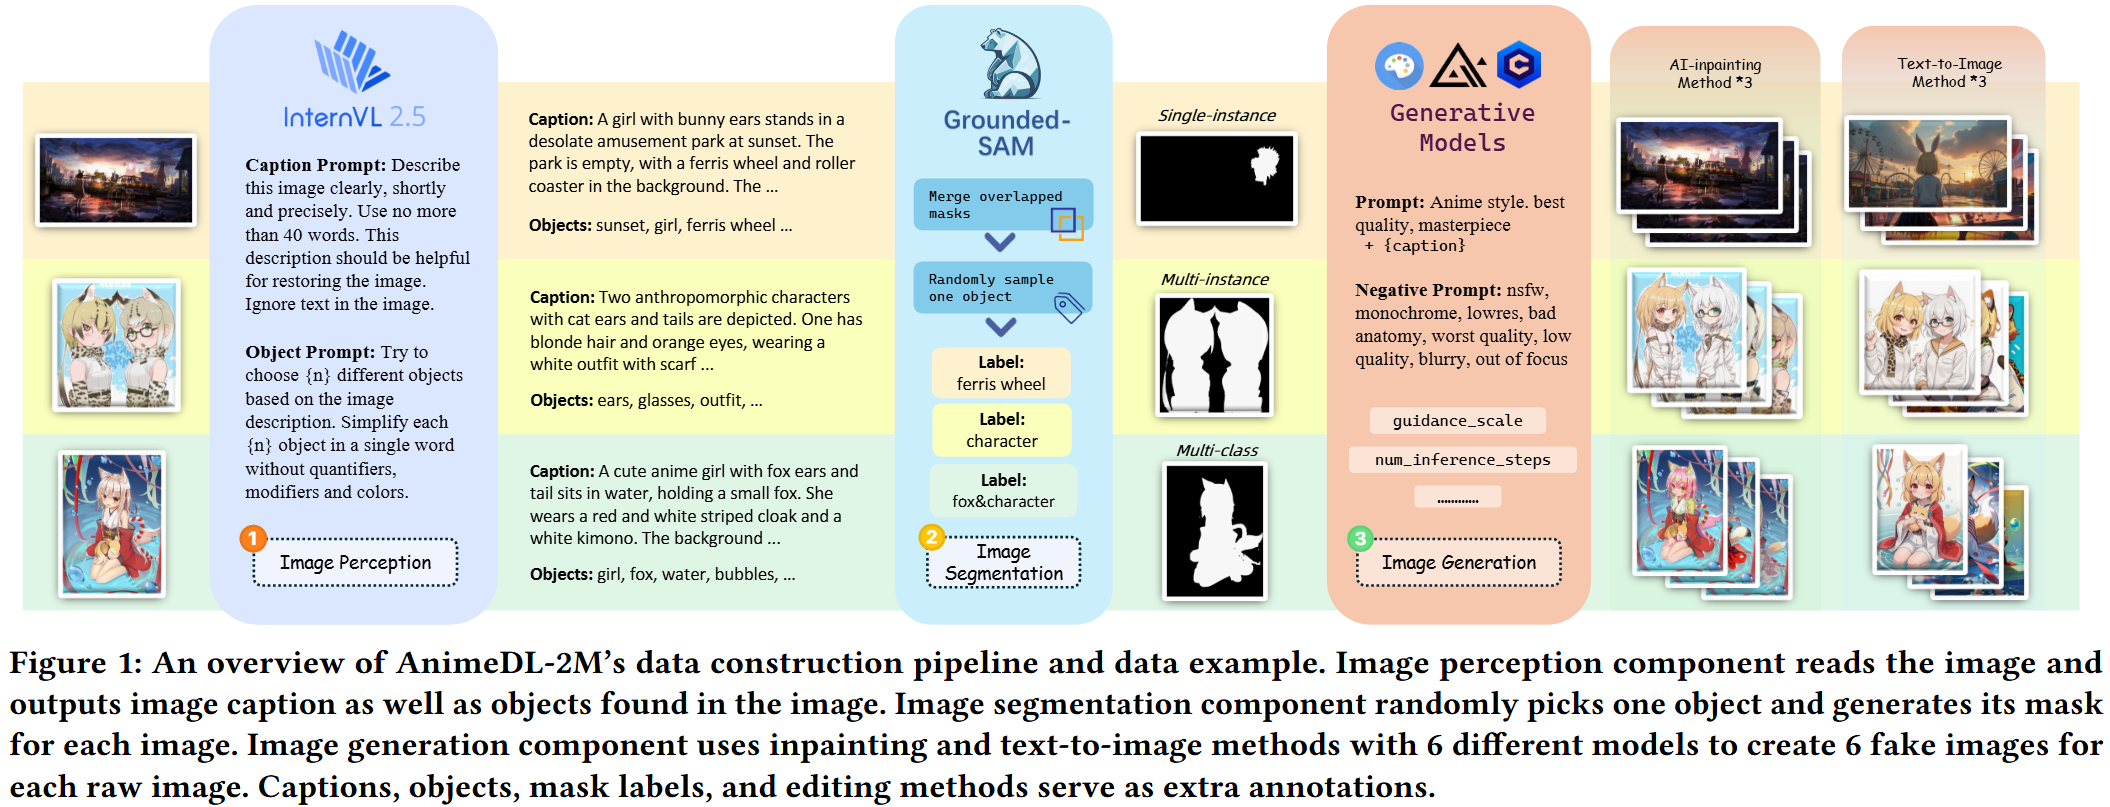 InternVL 2.5
Caption Prompt: Describe
this image clearly, shortly
and precisely. Use no more
than 40 words. This
description should be helpful
for restoring the image.
Ignore text in the image.
Object Prompt: Try to
choose {n} different objects
based on the image
description. Simplify each
{n} object in a single word
without quantifiers,
modifiers and colors.
1
Image Perception
Caption: A girl with bunny ears stands in a
desolate amusement park at sunset. The
park is empty, with a ferris wheel and roller
coaster in the background. The ...
Objects: sunset, girl, ferris wheel ...
Caption: Two anthropomorphic characters
with cat ears and tails are depicted. One has
blonde hair and orange eyes, wearing a
white outfit with scarf ...
Objects: ears, glasses, outfit, ...
Caption: A cute anime girl with fox ears and
tail sits in water, holding a small fox. She
wears a red and white striped cloak and a
white kimono. The background ...
Objects: girl, fox, water, bubbles, ...
Grounded-
SAM
Merge overlapped
masks
Randomly sample
one object
Label:
ferris wheel
Label:
character
Label:
fox&character
2
Image
Segmentation
Single-instance
Multi-instance
Multi-class
Generative
Models
Prompt: Anime style. best
quality, masterpiece
+ {caption}
Negative Prompt: nsfw,
monochrome, lowres, bad
anatomy, worst quality, low
quality, blurry, out of focus
guidance_scale
num_inference_steps
............
3
Image Generation
AI-inpainting
Method *3
Text-to-Image
Method *3
Figure 1: An overview of AnimeDL-2M's data construction pipeline and data example. Image perception component reads the image and
outputs image caption as well as objects found in the image. Image segmentation component randomly picks one object and generates its mask
for each image. Image generation component uses inpainting and text-to-image methods with 6 different models to create 6 fake images for
each raw image. Captions, objects, mask labels, and editing methods serve as extra annotations.